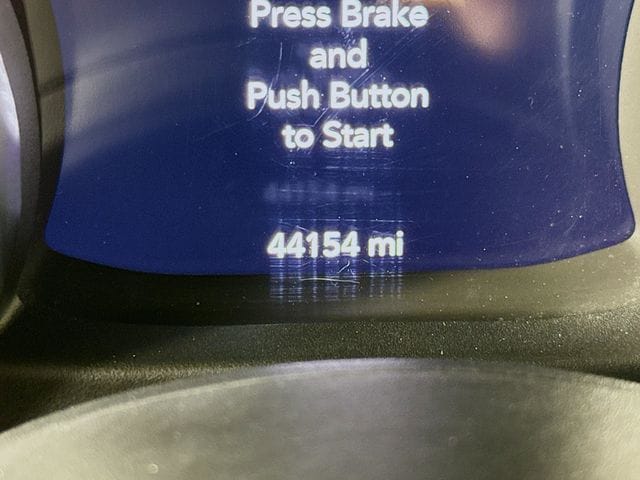 Press Brake
and
Push Button
to Start
44154 mi